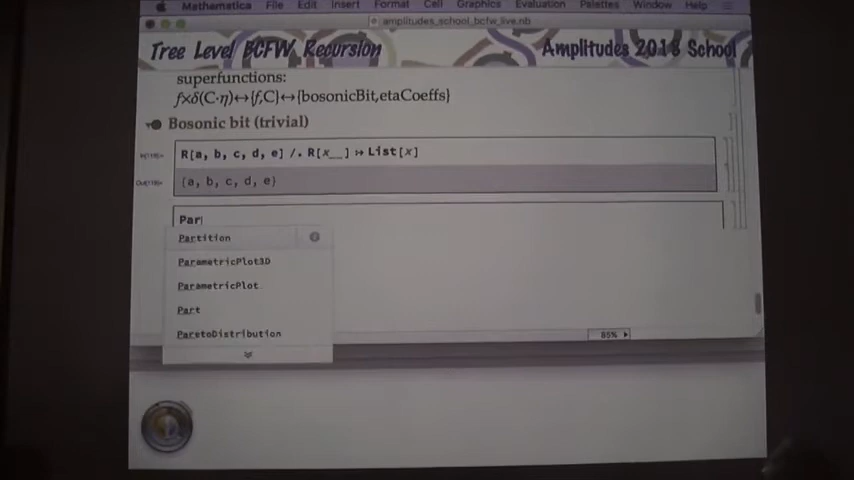 Mathematica File Edit Insert Format Cell Graphics Evaluation Palettes Window Help
amplitudes_school_bcfw_live.nb
Tree Level BCFW Recursion Amplitudes 2018 School
superfunctions:
f×δ(C·η)↔{f,C}↔{bosonicBit,etaCoeffs}
Bosonic bit (trivial)
R[a, b, c, d, e] /. R[x__] :> List[x]
{a, b, c, d, e}
Par
Partition
ParametricPlot3D
ParametricPlot
Part
ParetoDistribution
85%